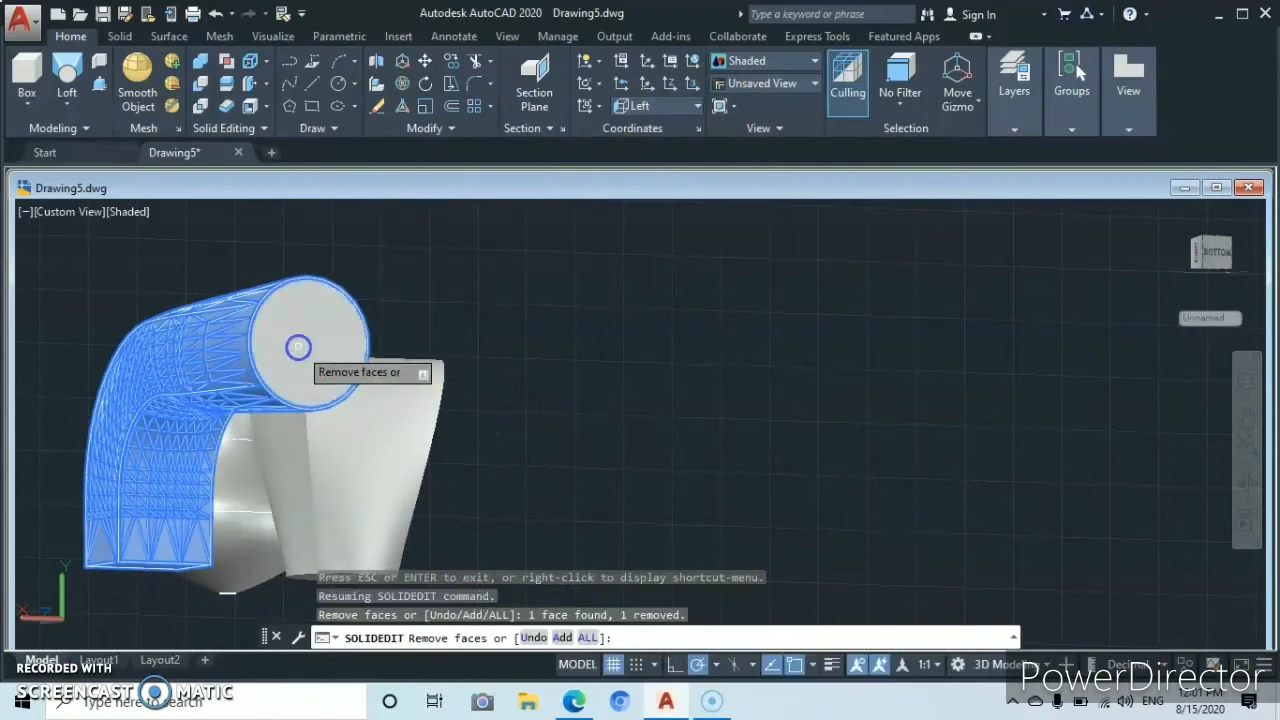 Autodesk AutoCAD 2020 Drawing5.dwg
Type a keyword or phrase
Sign In
Home Solid Surface Mesh Visualize Parametric Insert Annotate View Manage Output Add-ins Collaborate Express Tools Featured Apps
Box Loft Smooth Object Section Plane Left Shaded Unsaved View Culling No Filter Move Gizmo Layers Groups View
Modeling Mesh Solid Editing Draw Modify Section Coordinates View Selection
Start Drawing5*
Drawing5.dwg
[−][Custom View][Shaded]
BOTTOM
Unnamed
Remove faces or
Y
X Z
Press ESC or ENTER to exit, or right-click to display shortcut-menu.
Resuming SOLIDEDIT command.
Remove faces or [Undo/Add/ALL]: 1 face found, 1 removed.
SOLIDEDIT Remove faces or [Undo Add ALL]:
Model Layout1 Layout2 MODEL 1:1 3D Mo Decimal
RECORDED WITH
SCREENCAST MATIC
Type here to search
PowerDirector
ENG
12:01 PM
8/15/2020